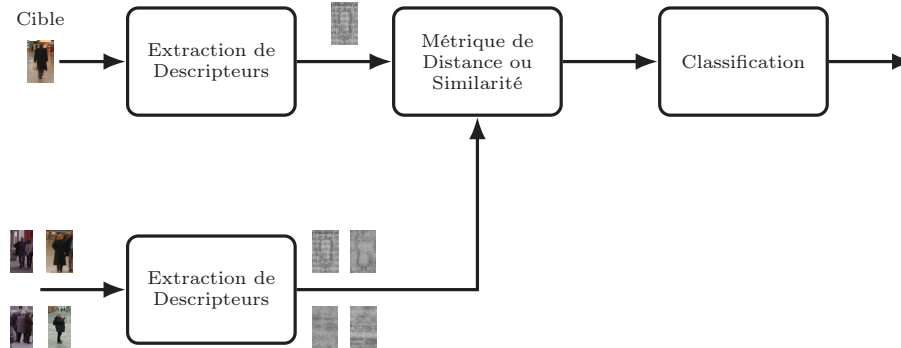 Cible
Extraction de
Descripteurs
Métrique de
Distance ou
Similarité
Classification
Extraction de
Descripteurs